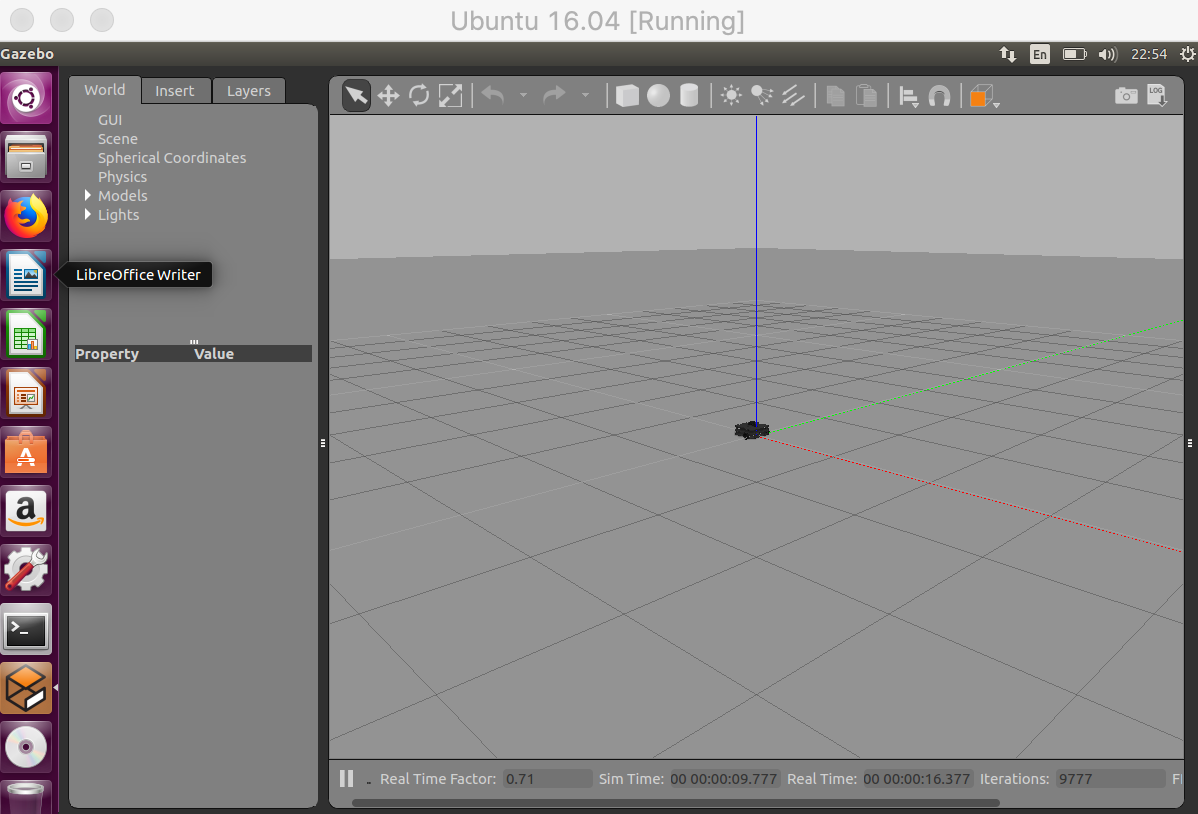 Ubuntu 16.04 [Running]
Gazebo
En
22:54
World
Insert
Layers
LOG
GUI
Scene
Spherical Coordinates
Physics
Models
Lights
LibreOffice Writer
Property Value
a
>_
Real Time Factor: 0.71 Sim Time: 00 00:00:09.777 Real Time: 00 00:00:16.377 Iterations: 9777